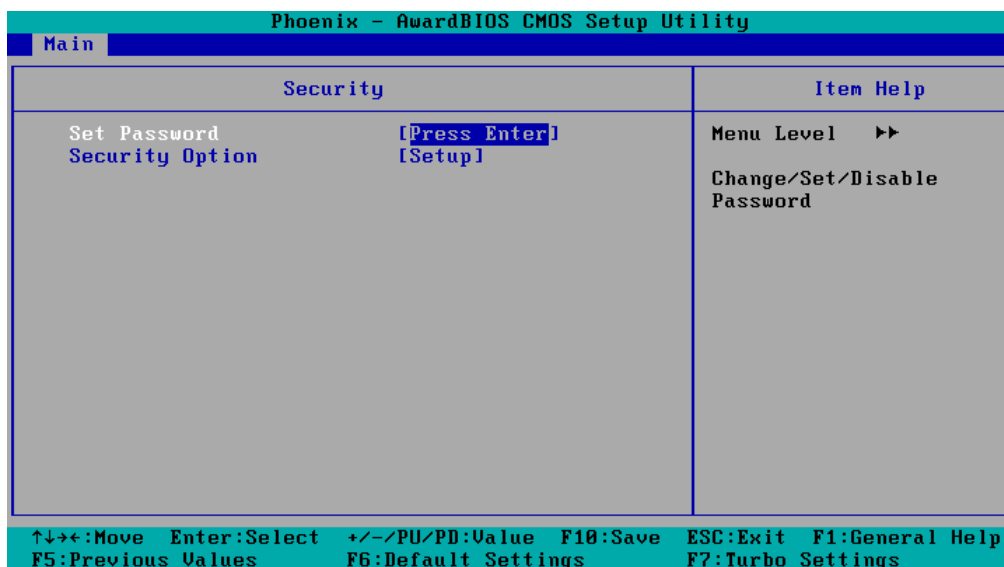 Phoenix - AwardBIOS CMOS Setup Utility
Main
Security
Item Help
Set Password [Press Enter]
Security Option [Setup]
Menu Level ▶▶
Change/Set/Disable
Password
↑↓→←:Move Enter:Select +/-/PU/PD:Value F10:Save ESC:Exit F1:General Help
F5:Previous Values F6:Default Settings F7:Turbo Settings